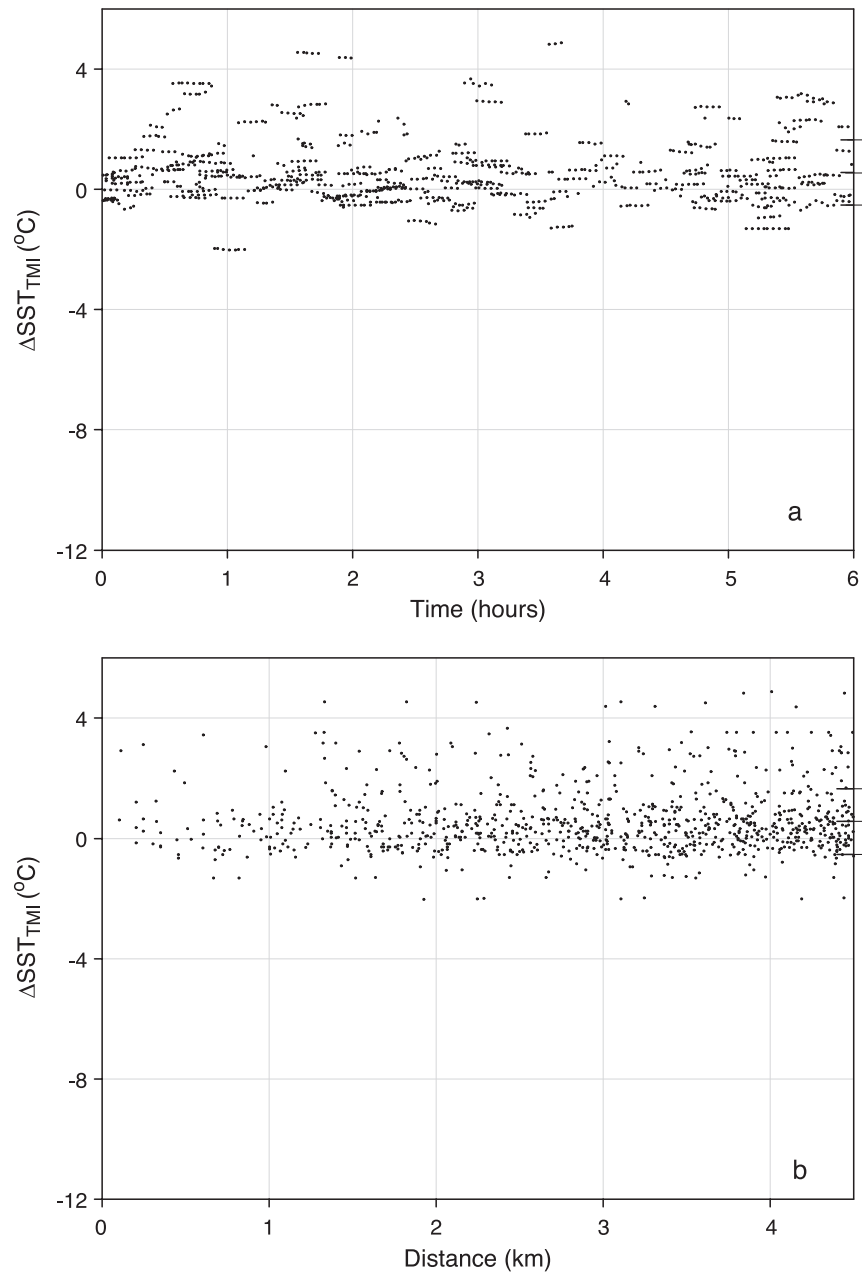 4
0
-4
-8
-12
ΔSST_TMI (°C)
a
0 1 2 3 4 5 6
Time (hours)
4
0
-4
-8
-12
ΔSST_TMI (°C)
b
0 1 2 3 4
Distance (km)